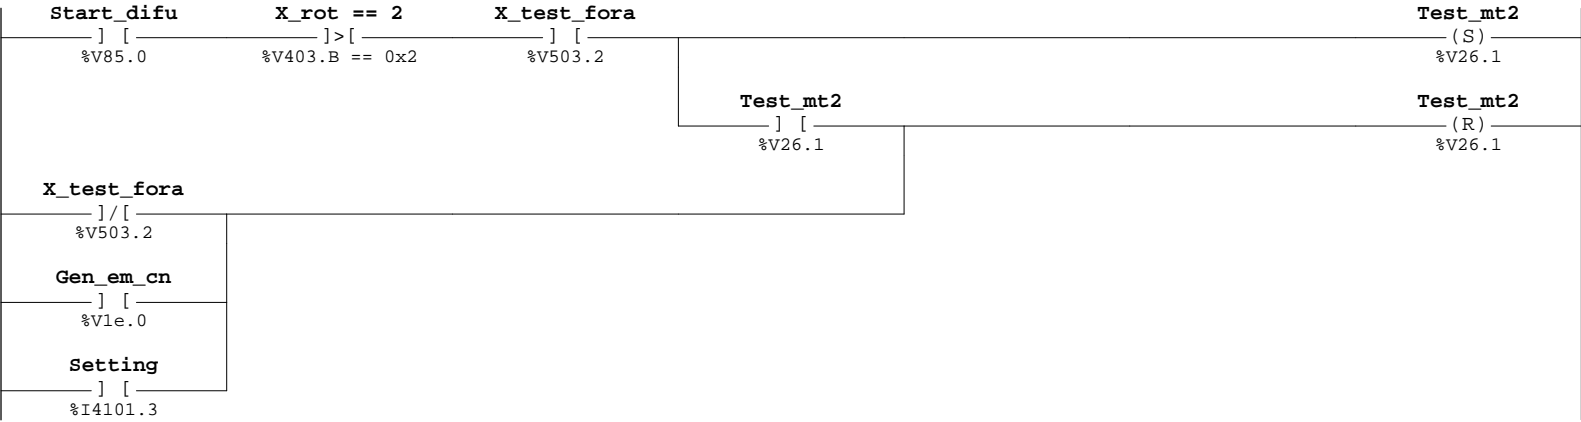 Start_difu X_rot == 2 X_test_fora Test_mt2
] [ ]>[ ] [ (S)
%V85.0 %V403.B == 0x2 %V503.2 %V26.1
Test_mt2 Test_mt2
] [ (R)
%V26.1 %V26.1
X_test_fora
]/[
%V503.2
Gen_em_cn
] [
%V1e.0
Setting
] [
%I4101.3